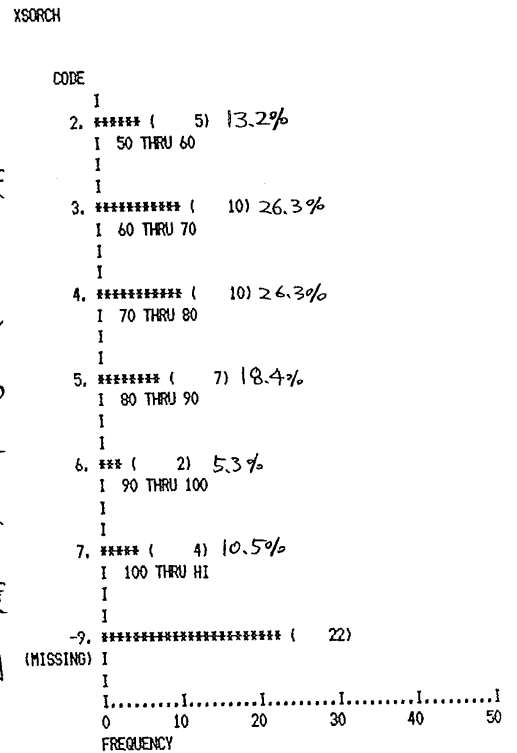 XSORCH
CODE
I
2. ****** ( 5) 13.2%
I 50 THRU 60
I
I
3. *********** ( 10) 26.3%
I 60 THRU 70
I
I
4. *********** ( 10) 26.3%
I 70 THRU 80
I
I
5. ******** ( 7) 18.4%
I 80 THRU 90
I
I
6. *** ( 2) 5.3%
I 90 THRU 100
I
I
7. ***** ( 4) 10.5%
I 100 THRU HI
I
I
-9. *********************** ( 22)
(MISSING) I
I
I.........I.........I.........I.........I.........I
0 10 20 30 40 50
FREQUENCY